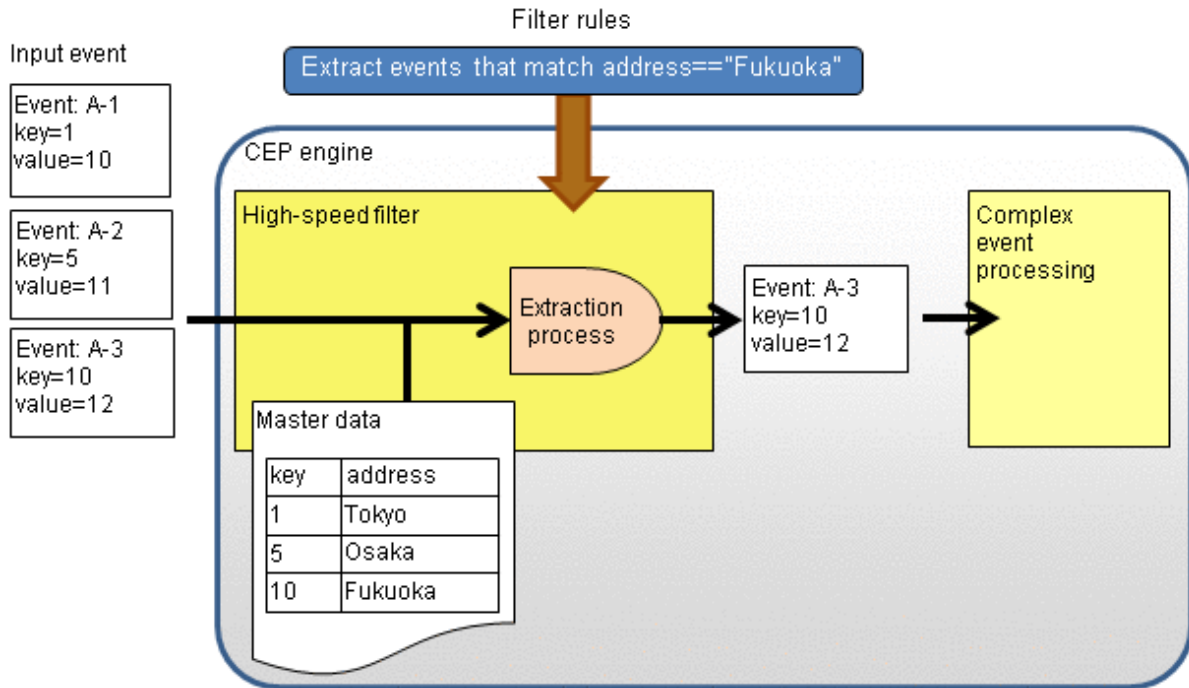 Filter rules
Extract events that match address=="Fukuoka"
Input event
Event: A-1
key=1
value=10
Event: A-2
key=5
value=11
Event: A-3
key=10
value=12
CEP engine
High-speed filter
Extraction
process
Master data
key address
1 Tokyo
5 Osaka
10 Fukuoka
Event: A-3
key=10
value=12
Complex
event
processing